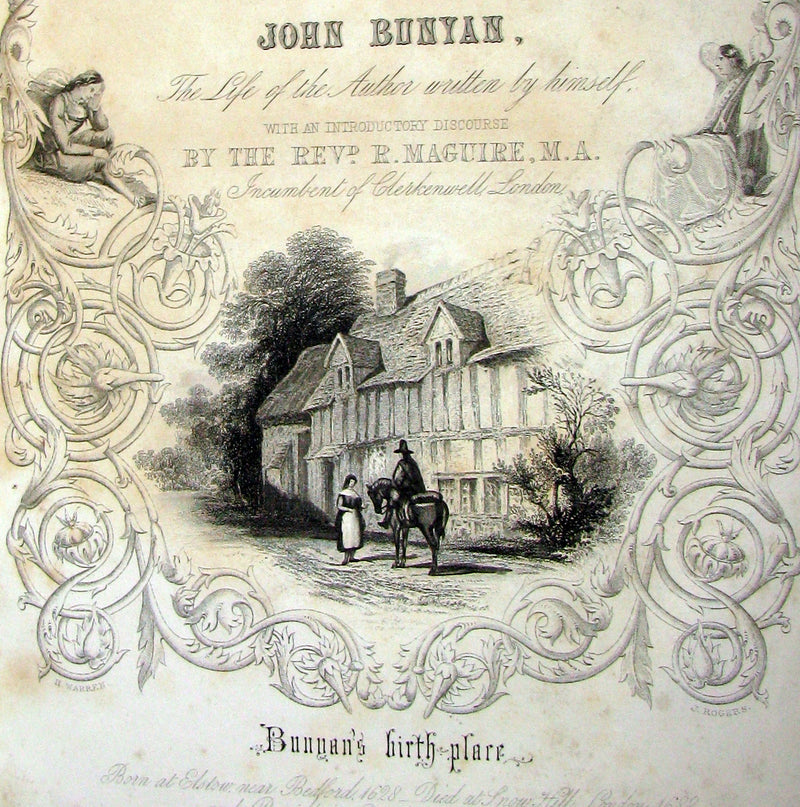 JOHN BUNYAN,
The Life of the Author written by himself.
WITH AN INTRODUCTORY DISCOURSE
BY THE REVD. R. MAGUIRE, M.A.
Incumbent of Clerkenwell, London
H. WARREN
J. ROGERS.
Bunyan's birth-place
Born at Elstow, near Bedford, 1628 _ Died at Snow Hill,